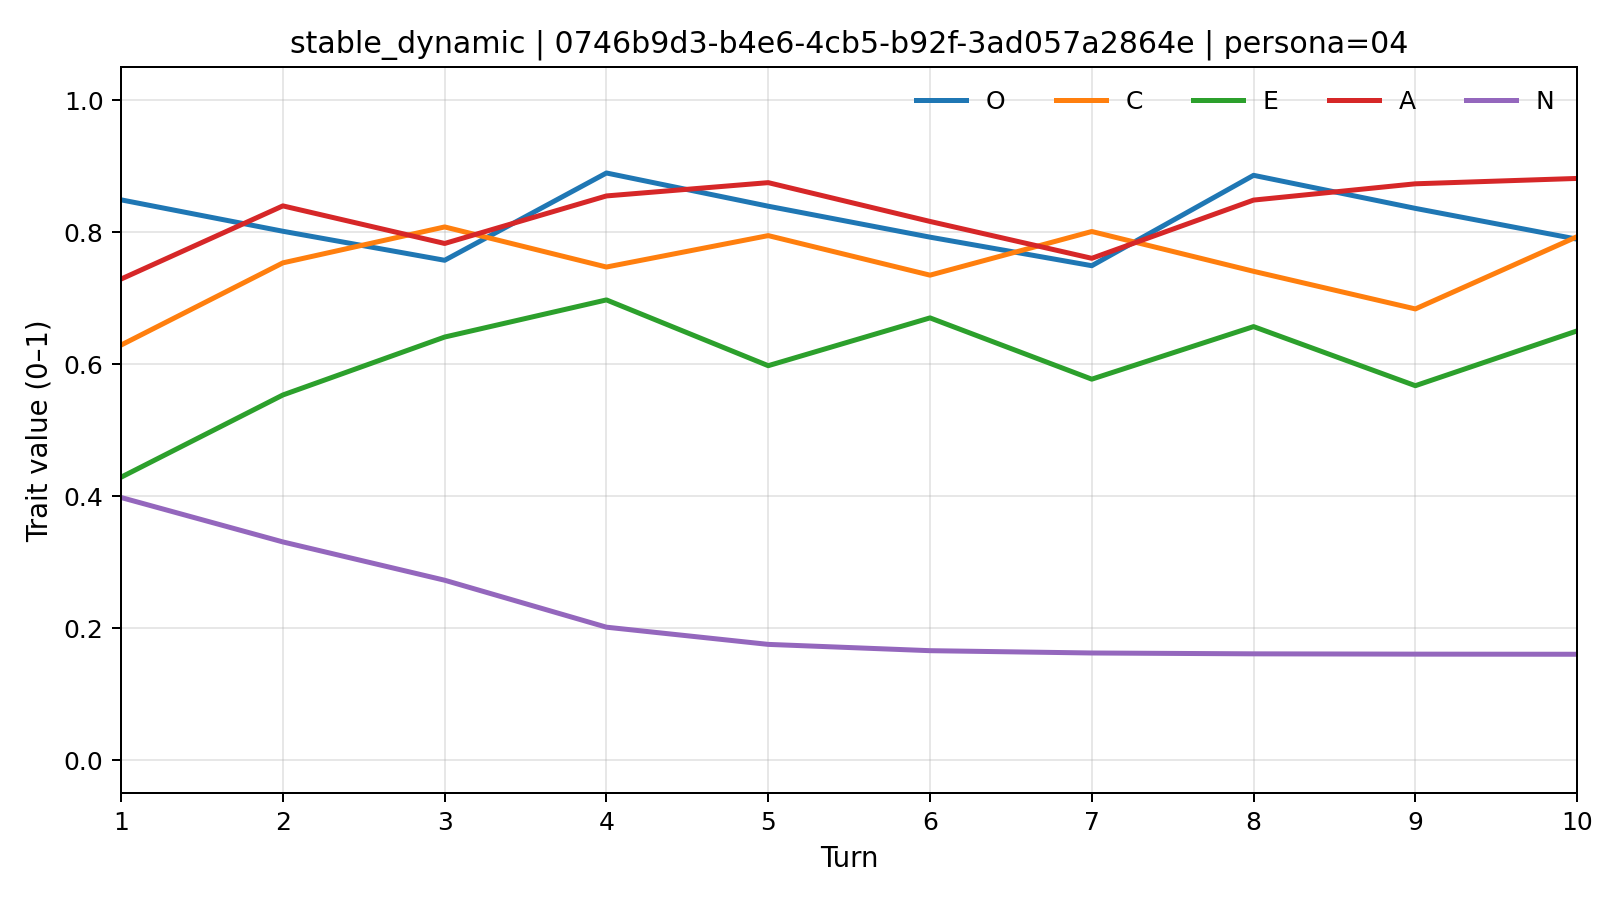 stable_dynamic | 0746b9d3-b4e6-4cb5-b92f-3ad057a2864e | persona=04
O C E A N
Trait value (0–1)
1.0
0.8
0.6
0.4
0.2
0.0
1 2 3 4 5 6 7 8 9 10
Turn